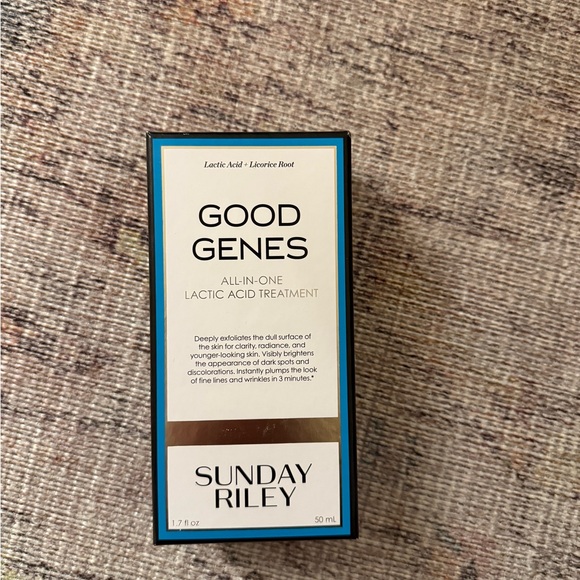 Lactic Acid + Licorice Root
GOOD
GENES
ALL-IN-ONE
LACTIC ACID TREATMENT
Deeply exfoliates the dull surface of
the skin for clarity, radiance, and
younger-looking skin. Visibly brightens
the appearance of dark spots and
discolorations. Instantly plumps the look
of fine lines and wrinkles in 3 minutes.*
SUNDAY
RILEY
1.7 fl oz 50 mL